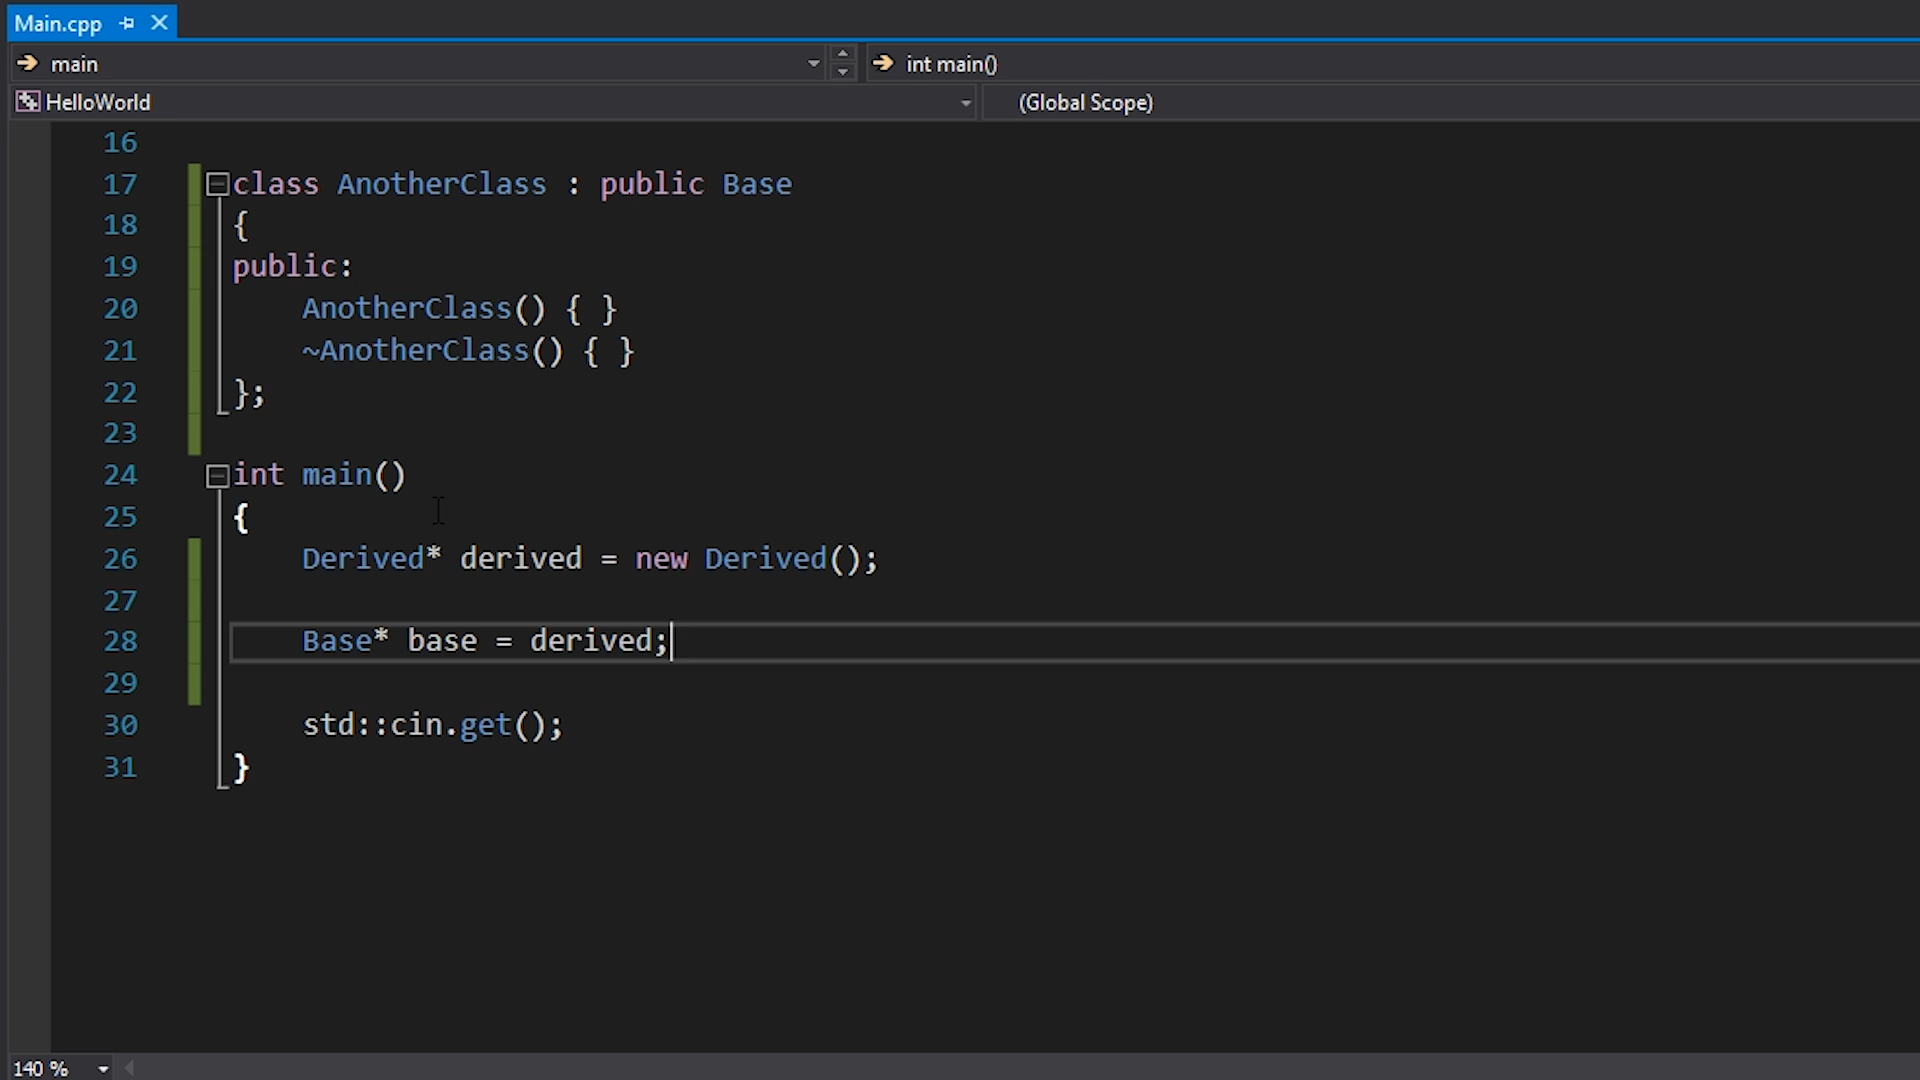 Main.cpp
main
int main()
HelloWorld
(Global Scope)
16
17 class AnotherClass : public Base
18 {
19 public:
20     AnotherClass() { }
21     ~AnotherClass() { }
22 };
23
24 int main()
25 {
26     Derived* derived = new Derived();
27
28     Base* base = derived;
29
30     std::cin.get();
31 }
140 %